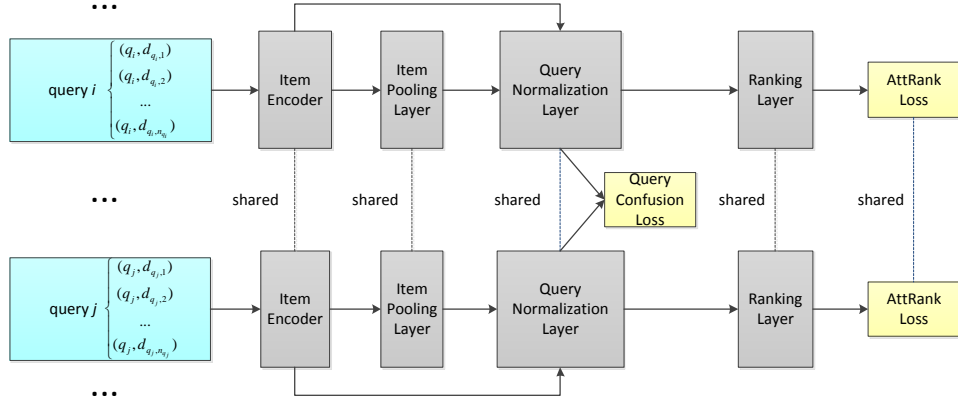 ...
query i
(q_i, d_{q_i,1})
(q_i, d_{q_i,2})
...
(q_i, d_{q_i,n_{q_i}})
Item
Encoder
Item
Pooling
Layer
Query
Normalization
Layer
Ranking
Layer
AttRank
Loss
...
shared
shared
shared
Query
Confusion
Loss
shared
shared
query j
(q_j, d_{q_j,1})
(q_j, d_{q_j,2})
...
(q_j, d_{q_j,n_{q_j}})
Item
Encoder
Item
Pooling
Layer
Query
Normalization
Layer
Ranking
Layer
AttRank
Loss
...